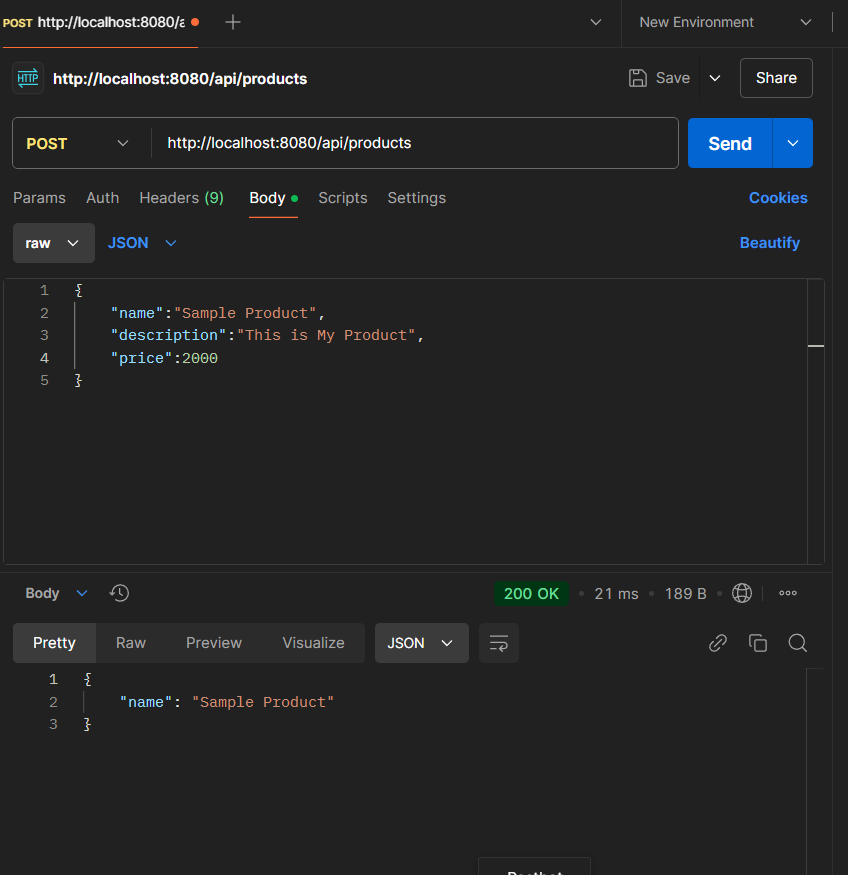 POST http://localhost:8080/a
New Environment
HTTP http://localhost:8080/api/products
Save
Share
POST http://localhost:8080/api/products
Send
Params Auth Headers (9) Body Scripts Settings Cookies
raw JSON Beautify
1 {
2 "name":"Sample Product",
3 "description":"This is My Product",
4 "price":2000
5 }
Body 200 OK 21 ms 189 B
Pretty Raw Preview Visualize JSON
1 {
2 "name": "Sample Product"
3 }